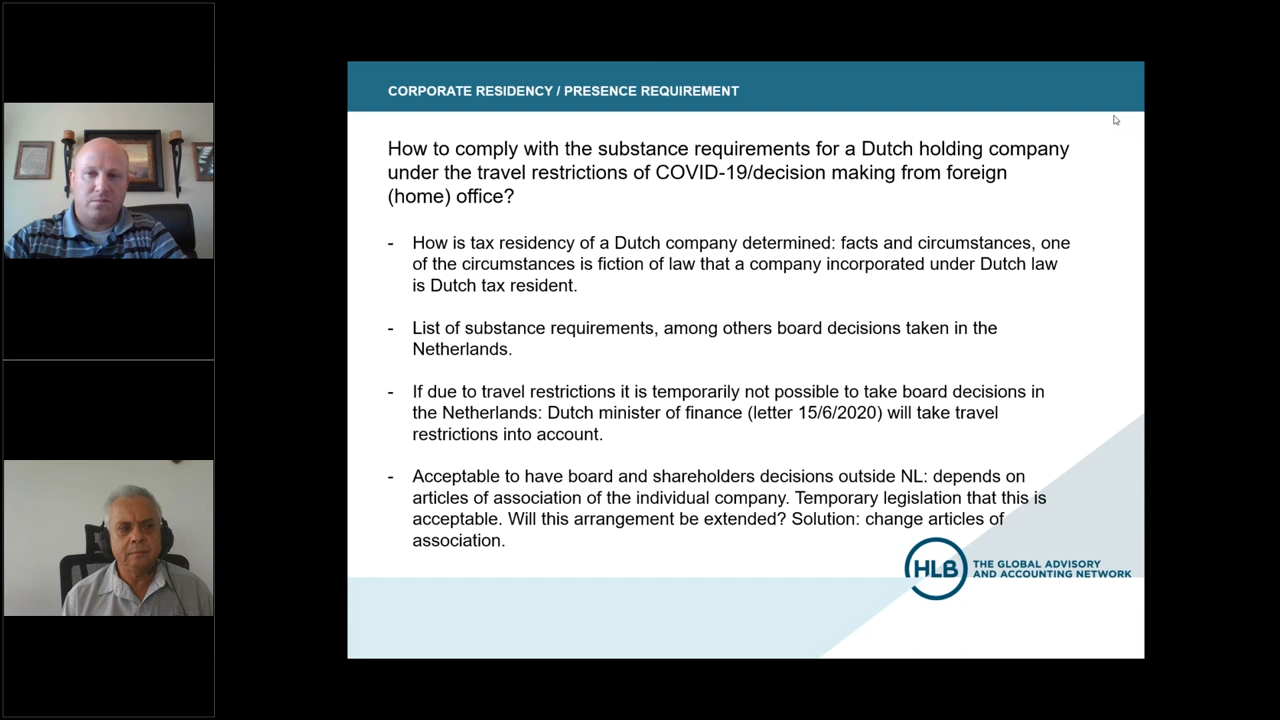 CORPORATE RESIDENCY / PRESENCE REQUIREMENT
How to comply with the substance requirements for a Dutch holding company
under the travel restrictions of COVID-19/decision making from foreign
(home) office?
- How is tax residency of a Dutch company determined: facts and circumstances, one
of the circumstances is fiction of law that a company incorporated under Dutch law
is Dutch tax resident.
- List of substance requirements, among others board decisions taken in the
Netherlands.
- If due to travel restrictions it is temporarily not possible to take board decisions in
the Netherlands: Dutch minister of finance (letter 15/6/2020) will take travel
restrictions into account.
- Acceptable to have board and shareholders decisions outside NL: depends on
articles of association of the individual company. Temporary legislation that this is
acceptable. Will this arrangement be extended? Solution: change articles of
association.
HLB
THE GLOBAL ADVISORY
AND ACCOUNTING NETWORK